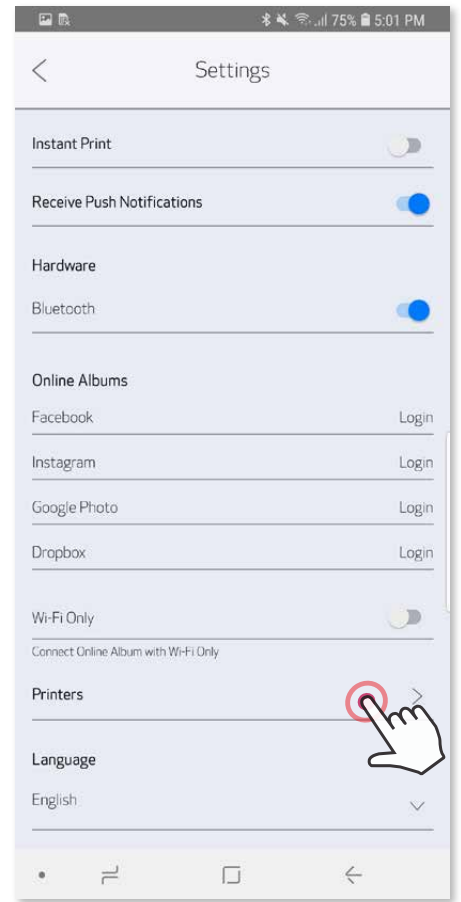 75% 5:01 PM
Settings
Instant Print
Receive Push Notifications
Hardware
Bluetooth
Online Albums
Facebook Login
Instagram Login
Google Photo Login
Dropbox Login
Wi-Fi Only
Connect Online Album with Wi-Fi Only
Printers
Language
English